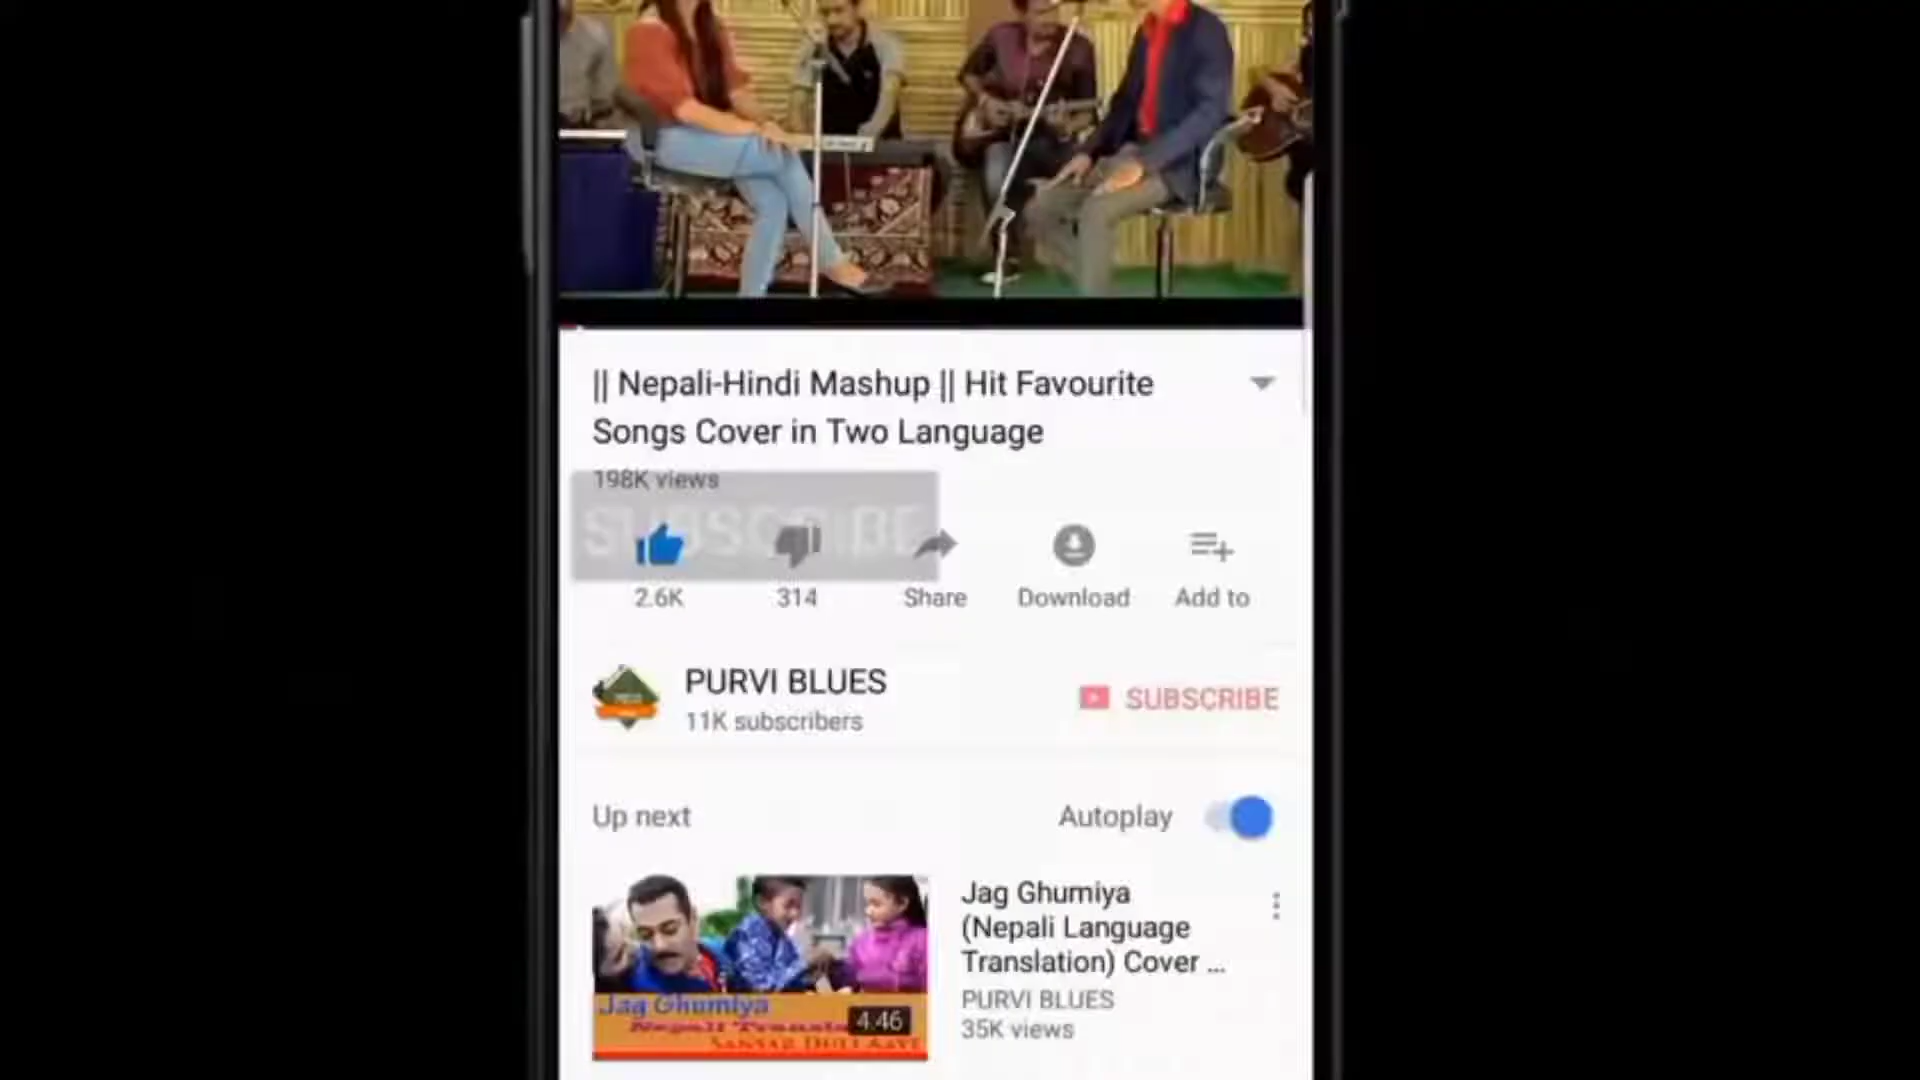 || Nepali-Hindi Mashup || Hit Favourite
Songs Cover in Two Language
198K views
SUBSCRIBE
2.6K
314
Share
Download
Add to
PURVI BLUES
11K subscribers
SUBSCRIBE
Up next
Autoplay
Jag Ghumiya
(Nepali Language
Translation) Cover ...
PURVI BLUES
35K views
Jag Ghumiya
4:46